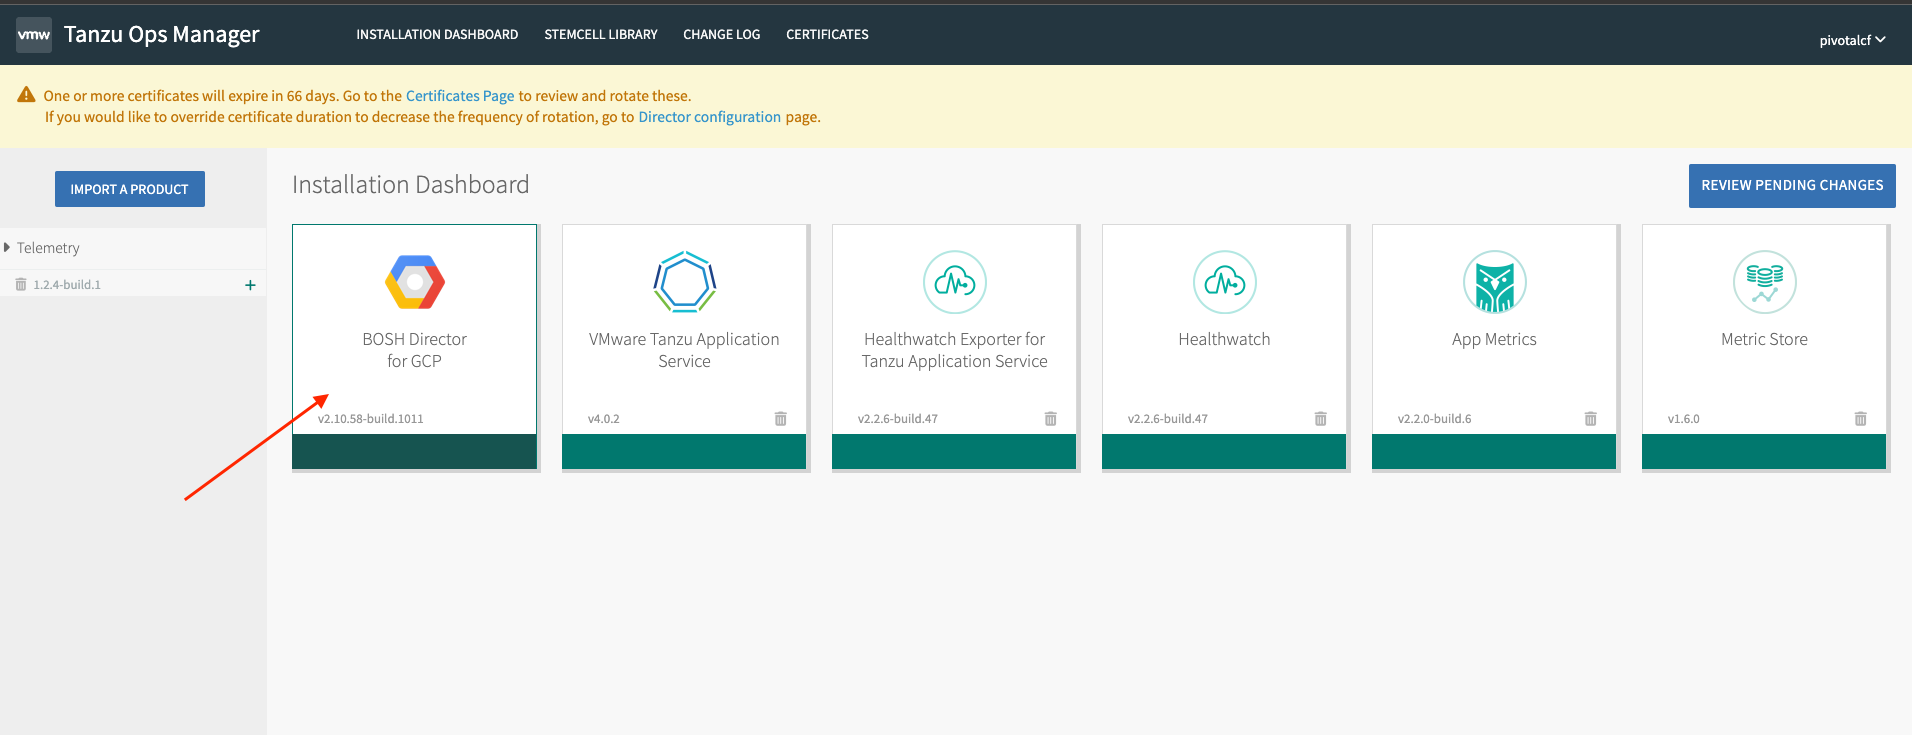 vmw Tanzu Ops Manager
INSTALLATION DASHBOARD STEMCELL LIBRARY CHANGE LOG CERTIFICATES
pivotalcf
One or more certificates will expire in 66 days. Go to the Certificates Page to review and rotate these.
If you would like to override certificate duration to decrease the frequency of rotation, go to Director configuration page.
IMPORT A PRODUCT
Telemetry
1.2.4-build.1 +
Installation Dashboard
REVIEW PENDING CHANGES
BOSH Director
for GCP
v2.10.58-build.1011
VMware Tanzu Application
Service
v4.0.2
Healthwatch Exporter for
Tanzu Application Service
v2.2.6-build.47
Healthwatch
v2.2.6-build.47
App Metrics
v2.2.0-build.6
Metric Store
v1.6.0